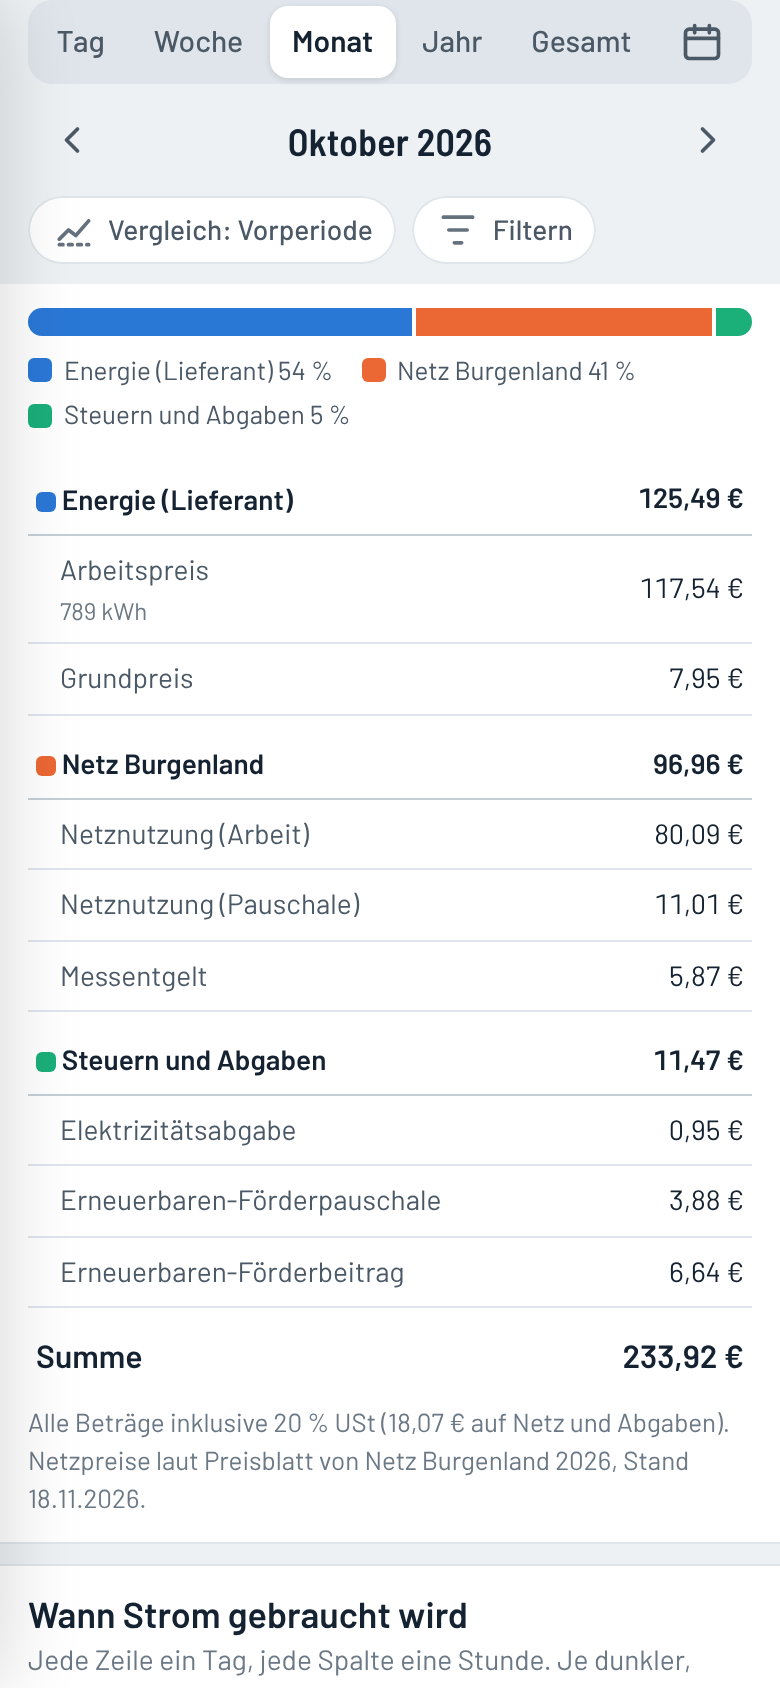 Tag Woche Monat Jahr Gesamt
Oktober 2026
Vergleich: Vorperiode Filtern
Energie (Lieferant) 54 % Netz Burgenland 41 %
Steuern und Abgaben 5 %
Energie (Lieferant) 125,49 €
Arbeitspreis 117,54 €
789 kWh
Grundpreis 7,95 €
Netz Burgenland 96,96 €
Netznutzung (Arbeit) 80,09 €
Netznutzung (Pauschale) 11,01 €
Messentgelt 5,87 €
Steuern und Abgaben 11,47 €
Elektrizitätsabgabe 0,95 €
Erneuerbaren-Förderpauschale 3,88 €
Erneuerbaren-Förderbeitrag 6,64 €
Summe 233,92 €
Alle Beträge inklusive 20 % USt (18,07 € auf Netz und Abgaben).
Netzpreise laut Preisblatt von Netz Burgenland 2026, Stand
18.11.2026.
Wann Strom gebraucht wird
Jede Zeile ein Tag, jede Spalte eine Stunde. Je dunkler,